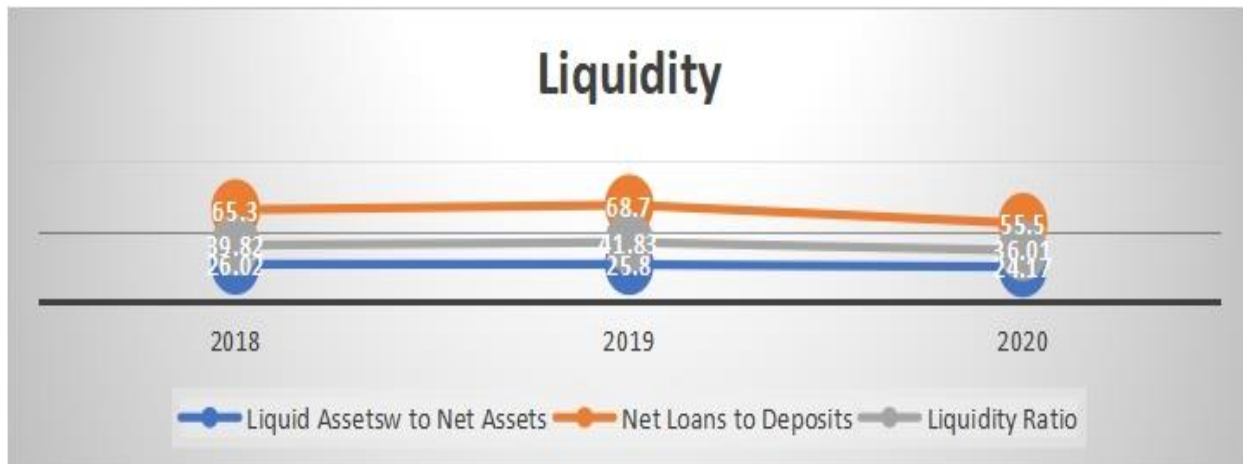 Liquidity
65.3 68.7 55.5
39.82 41.83 36.01
26.02 25.8 24.17
2018 2019 2020
Liquid Assetsw to Net Assets Net Loans to Deposits Liquidity Ratio